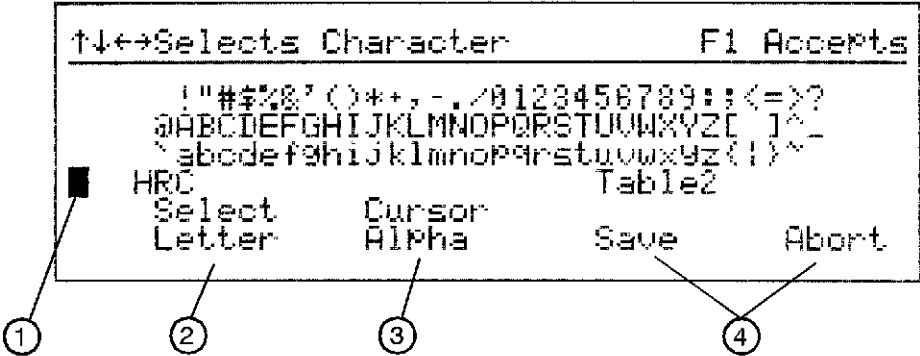 ↑↓←→Selects Character F1 Accepts
!"#$%&'()*+,-./0123456789:;<=>?
@ABCDEFGHIJKLMNOPQRSTUVWXYZ[ ]^_
`abcdefghijklmnopqrstuvwxyz{|}~
HRC Table2
Select Cursor
Letter Alpha Save Abort
1 2 3 4